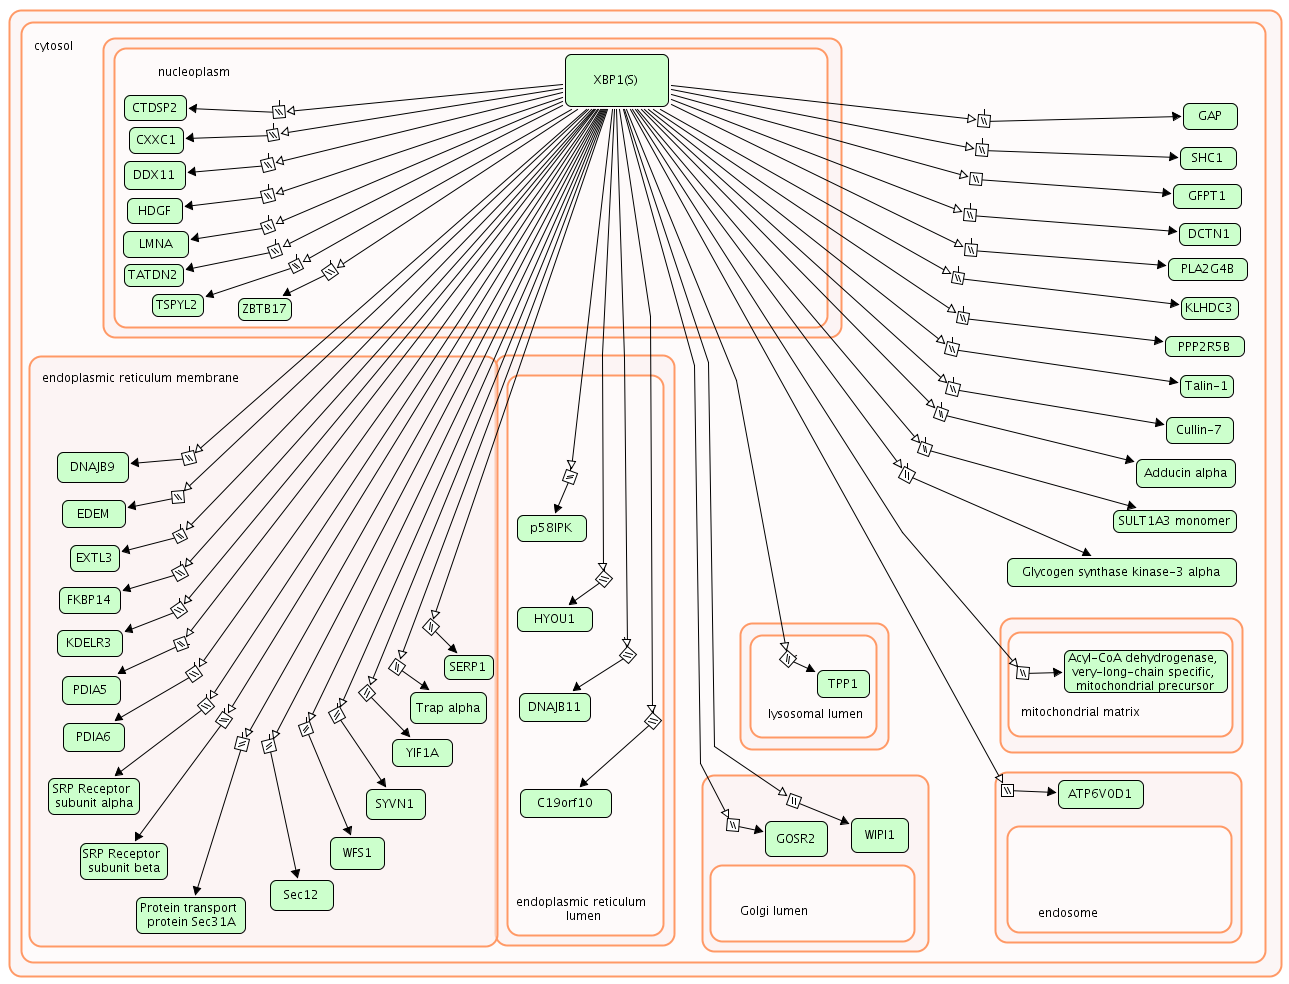 cytosol
nucleoplasm
XBP1(S)
CTDSP2
CXXC1
DDX11
HDGF
LMNA
TATDN2
TSPYL2
ZBTB17
GAP
SHC1
GFPT1
DCTN1
PLA2G4B
KLHDC3
PPP2R5B
Talin-1
Cullin-7
Adducin alpha
SULT1A3 monomer
Glycogen synthase kinase-3 alpha
endoplasmic reticulum membrane
DNAJB9
EDEM
EXTL3
FKBP14
KDELR3
PDIA5
PDIA6
SRP Receptor
subunit alpha
SRP Receptor
subunit beta
Protein transport
protein Sec31A
Sec12
WFS1
SYVN1
YIF1A
Trap alpha
SERP1
p58IPK
HYOU1
DNAJB11
C19orf10
endoplasmic reticulum
lumen
TPP1
lysosomal lumen
Acyl-CoA dehydrogenase,
very-long-chain specific,
mitochondrial precursor
mitochondrial matrix
GOSR2
WIPI1
Golgi lumen
ATP6V0D1
endosome